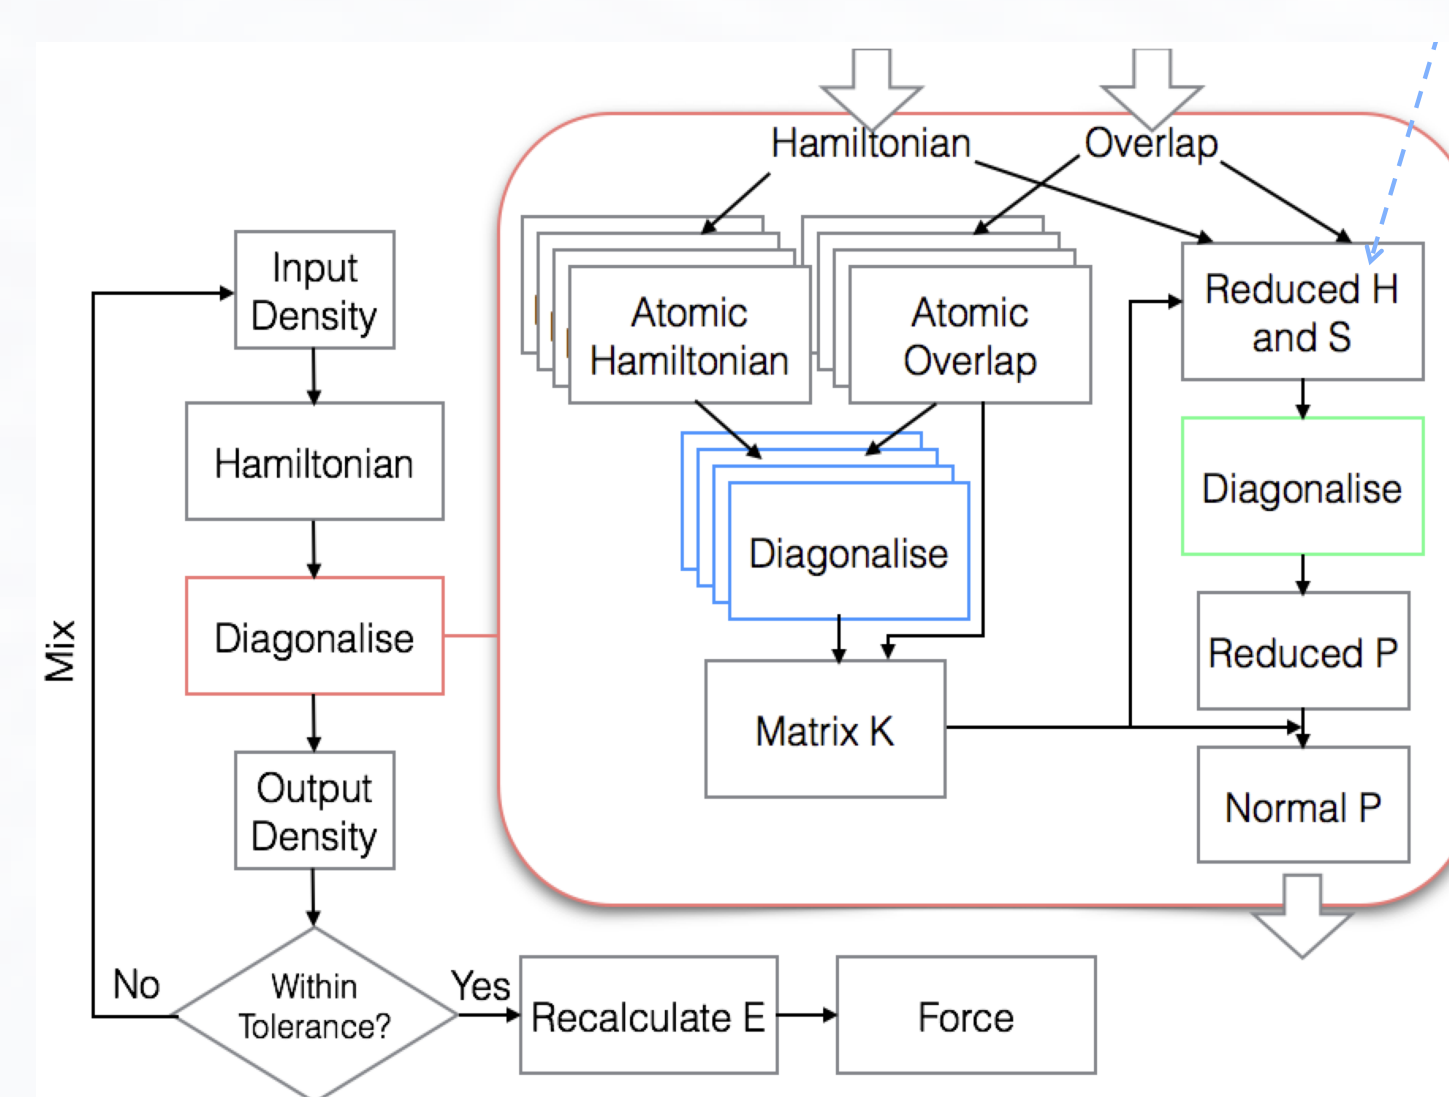 Hamiltonian
Overlap
Input
Density
Hamiltonian
Diagonalise
Output
Density
Within
Tolerance?
Mix
No
Yes
Recalculate E
Force
Atomic
Hamiltonian
Atomic
Overlap
Diagonalise
Matrix K
Reduced H
and S
Diagonalise
Reduced P
Normal P